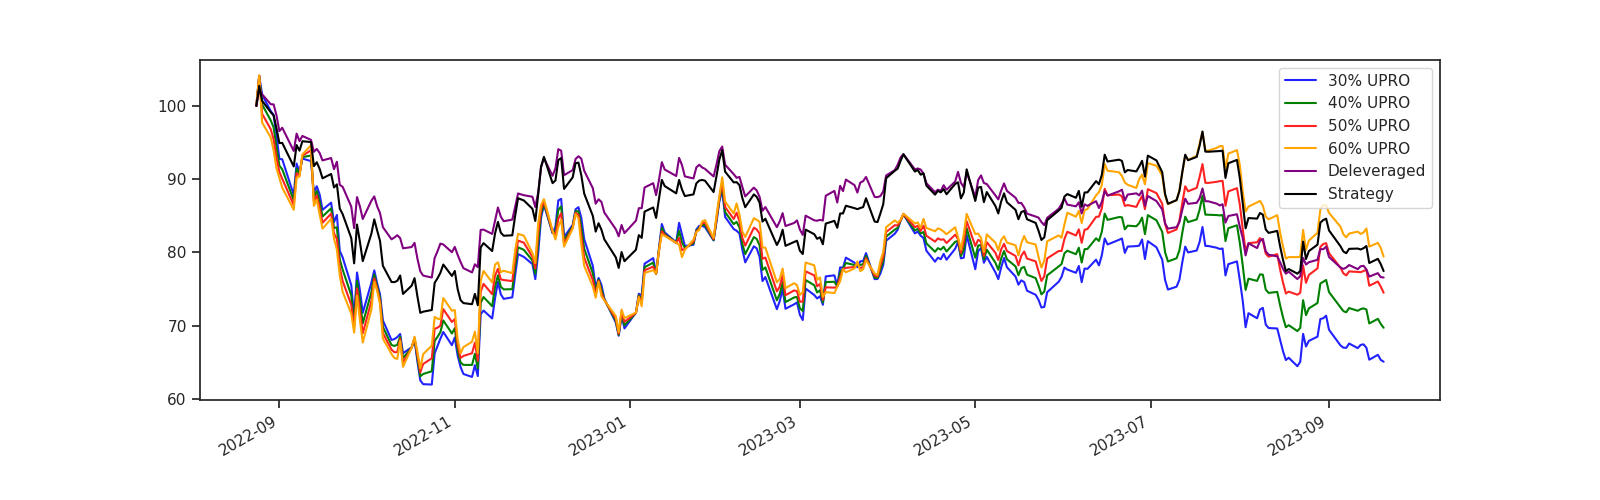 100
90
80
70
60
2022-09
2022-11
2023-01
2023-03
2023-05
2023-07
2023-09
30% UPRO
40% UPRO
50% UPRO
60% UPRO
Deleveraged
Strategy